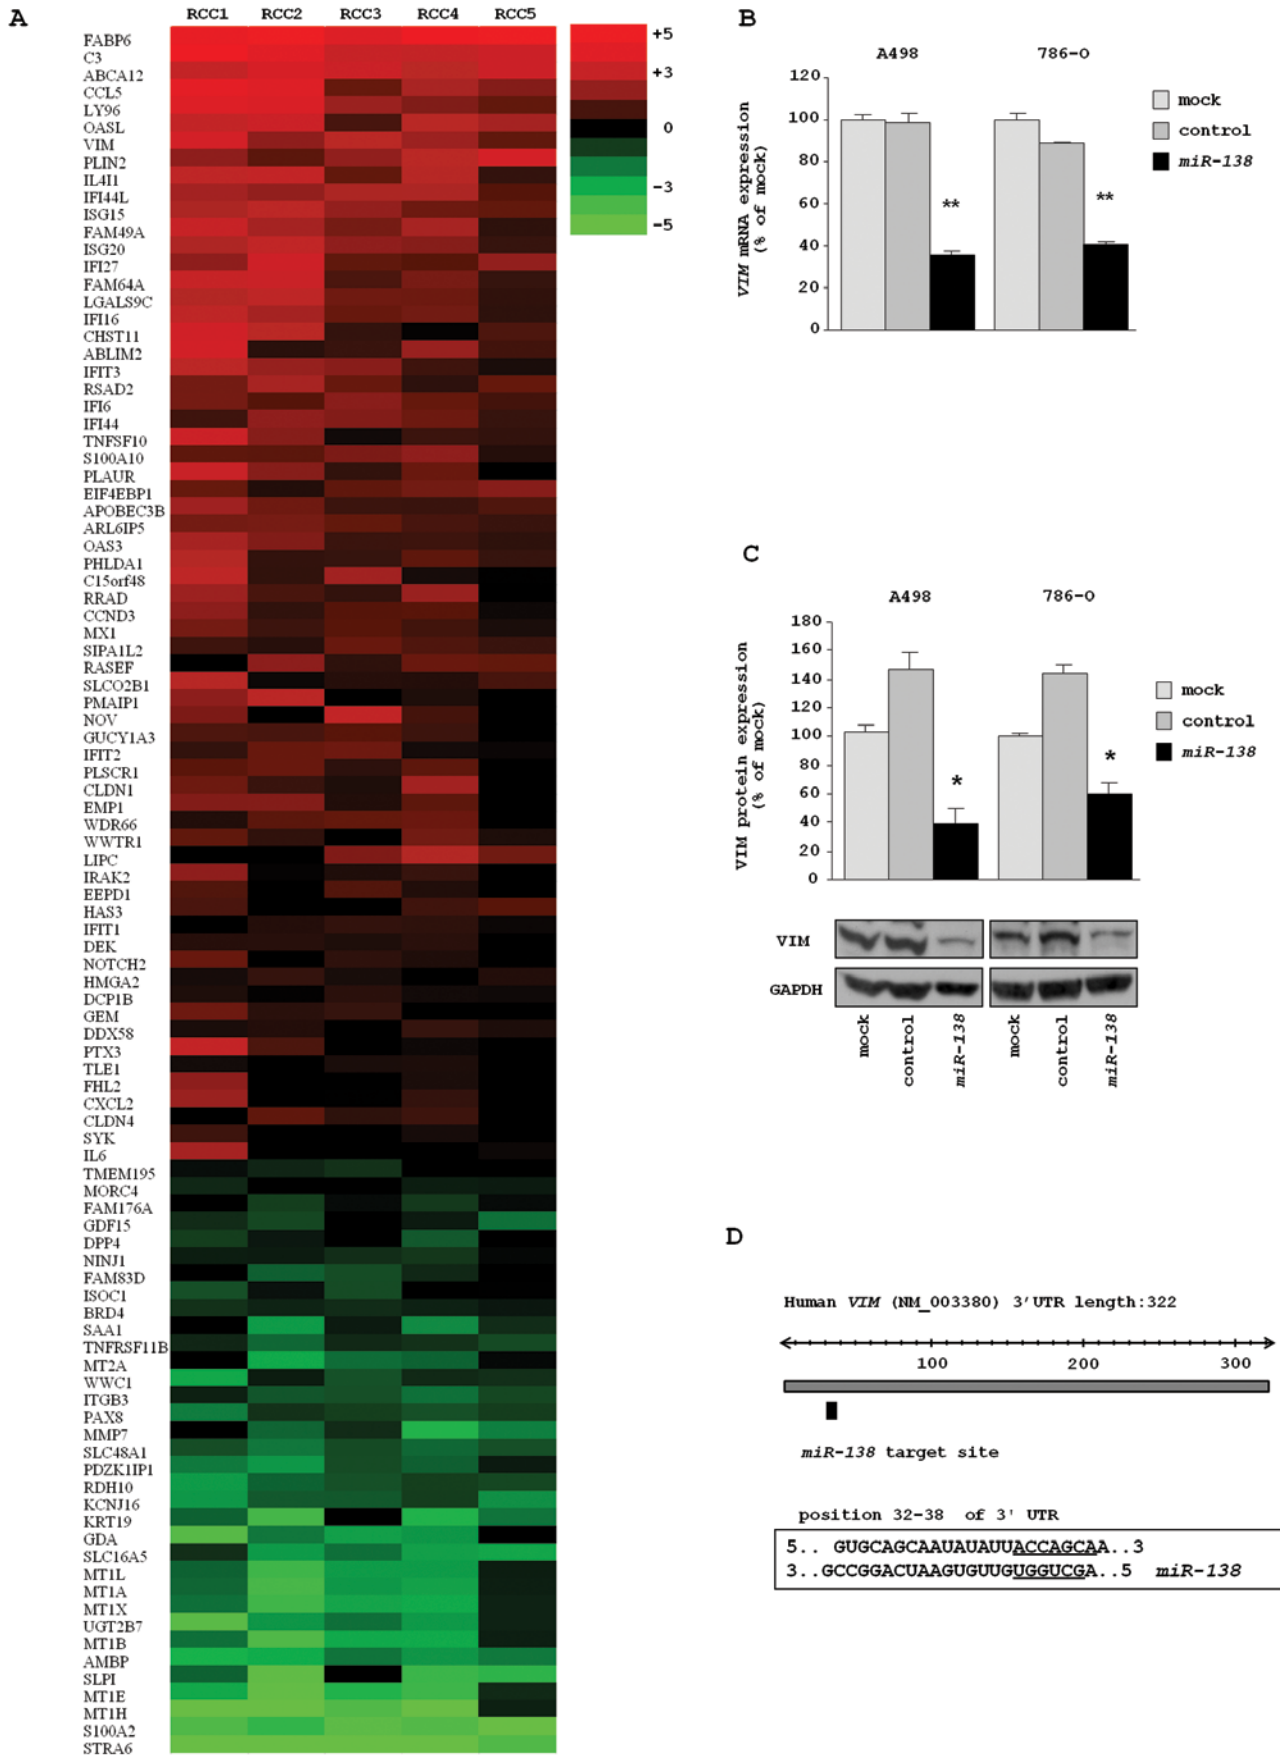 A
RCC1 RCC2 RCC3 RCC4 RCC5
FABP6
C3
ABCA12
CCL5
LY96
OASL
VIM
PLIN2
IL4I1
IFI44L
ISG15
FAM49A
ISG20
IFI27
FAM64A
LGALS9C
IFI16
CHST11
ABLIM2
IFIT3
RSAD2
IFI6
IFI44
TNFSF10
S100A10
PLAUR
EIF4EBP1
APOBEC3B
ARL6IP5
OAS3
PHLDA1
C15orf48
RRAD
CCND3
MX1
SIPA1L2
RASEF
SLCO2B1
PMAIP1
NOV
GUCY1A3
IFIT2
PLSCR1
CLDN1
EMP1
WDR66
WWTR1
LIPC
IRAK2
EEPD1
HAS3
IFIT1
DEK
NOTCH2
HMGA2
DCP1B
GEM
DDX58
PTX3
TLE1
FHL2
CXCL2
CLDN4
SYK
IL6
TMEM195
MORC4
FAM176A
GDF15
DPP4
NINJ1
FAM83D
ISOC1
BRD4
SAA1
TNFRSF11B
MT2A
WWC1
ITGB3
PAX8
MMP7
SLC48A1
PDZK1IP1
RDH10
KCNJ16
KRT19
GDA
SLC16A5
MT1L
MT1A
MT1X
UGT2B7
MT1B
AMBP
SLPI
MT1E
MT1H
S100A2
STRA6
+5
+3
0
-3
-5
B
A498 786-O
VIM mRNA expression
(% of mock)
120
100
80
60
40
20
0
** **
mock
control
miR-138
C
A498 786-O
VIM protein expression
(% of mock)
180
160
140
120
100
80
60
40
20
0
* *
mock
control
miR-138
VIM
GAPDH
mock control miR-138 mock control miR-138
D
Human VIM (NM_003380) 3'UTR length:322
100 200 300
miR-138 target site
position 32-38 of 3' UTR
5.. GUGCAGCAAUAUAUUACCAGCAA..3
3..GCCGGACUAAGUGUUGUGGUCGA..5 miR-138